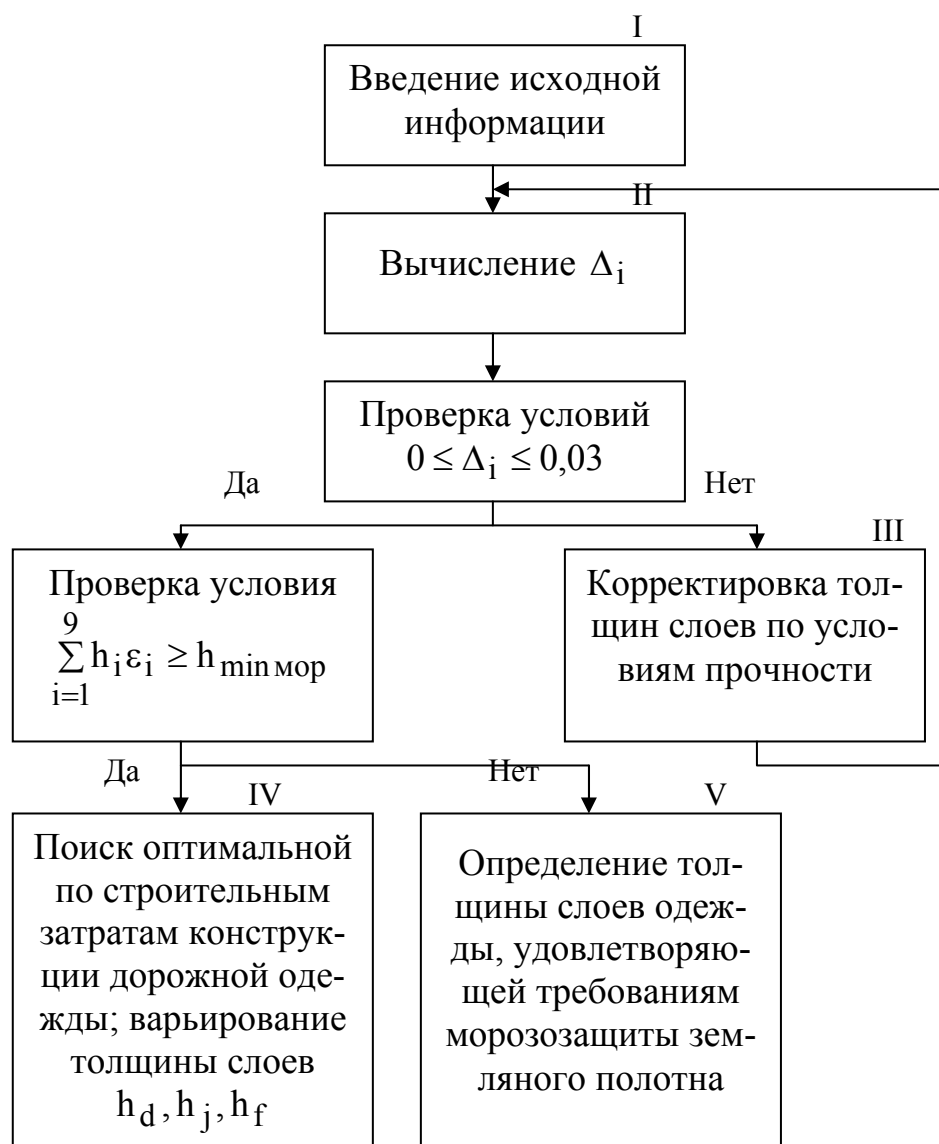 I
Введение исходной
информации
II
Вычисление Δi
Проверка условий
0 ≤ Δi ≤ 0,03
Да
Нет
Проверка условия
9
∑ hiεi ≥ hmin мор
i=1
III
Корректировка тол-
щин слоев по усло-
виям прочности
Да
Нет
IV
Поиск оптимальной
по строительным
затратам конструк-
ции дорожной оде-
жды; варьирование
толщины слоев
hd, hj, hf
V
Определение тол-
щины слоев одеж-
ды, удовлетворяю-
щей требованиям
морозозащиты зем-
ляного полотна